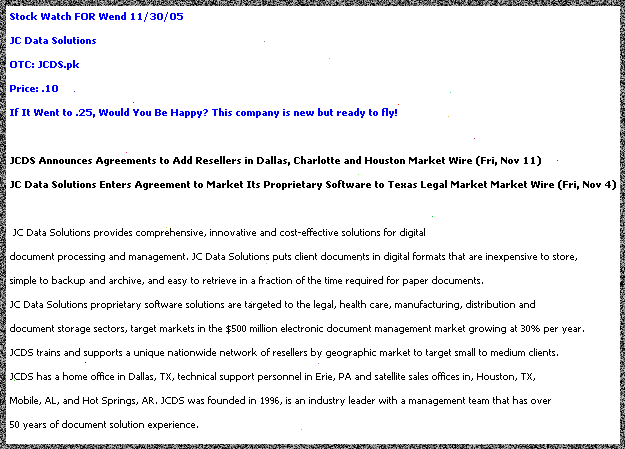 Stock Watch FOR Wend 11/30/05
JC Data Solutions
OTC: JCDS.pk
Price: .10
If It Went to .25, Would You Be Happy? This company is new but ready to fly!
JCDS Announces Agreements to Add Resellers in Dallas, Charlotte and Houston Market Wire (Fri, Nov 11)
JC Data Solutions Enters Agreement to Market Its Proprietary Software to Texas Legal Market Market Wire (Fri, Nov 4)
JC Data Solutions provides comprehensive, innovative and cost-effective solutions for digital
document processing and management. JC Data Solutions puts client documents in digital formats that are inexpensive to store,
simple to backup and archive, and easy to retrieve in a fraction of the time required for paper documents.
JC Data Solutions proprietary software solutions are targeted to the legal, health care, manufacturing, distribution and
document storage sectors, target markets in the $500 million electronic document management market growing at 30% per year.
JCDS trains and supports a unique nationwide network of resellers by geographic market to target small to medium clients.
JCDS has a home office in Dallas, TX, technical support personnel in Erie, PA and satellite sales offices in, Houston, TX,
Mobile, AL, and Hot Springs, AR. JCDS was founded in 1996, is an industry leader with a management team that has over
50 years of document solution experience.